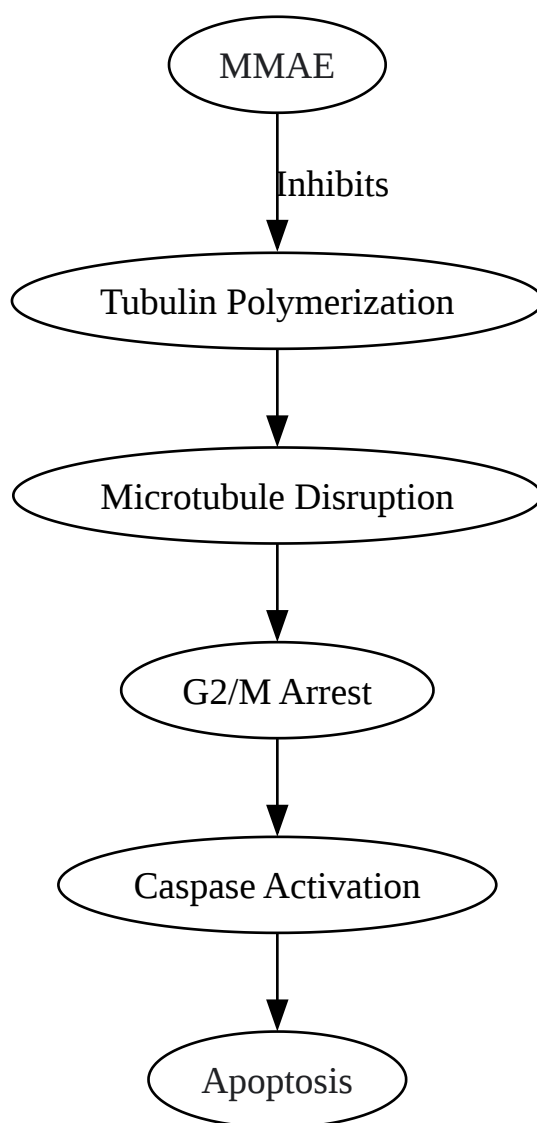 MMAE
Inhibits
Tubulin Polymerization
Microtubule Disruption
G2/M Arrest
Caspase Activation
Apoptosis